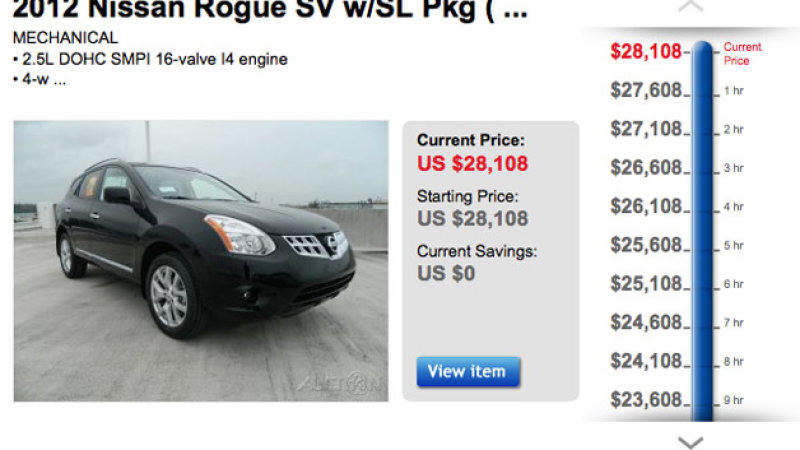 2012 Nissan Rogue SV w/SL Pkg ( ...
MECHANICAL
• 2.5L DOHC SMPI 16-valve I4 engine
• 4-w ...
Current Price:
US $28,108
Starting Price:
US $28,108
Current Savings:
US $0
View item
$28,108 Current Price
$27,608 1 hr
$27,108 2 hr
$26,608 3 hr
$26,108 4 hr
$25,608 5 hr
$25,108 6 hr
$24,608 7 hr
$24,108 8 hr
$23,608 9 hr